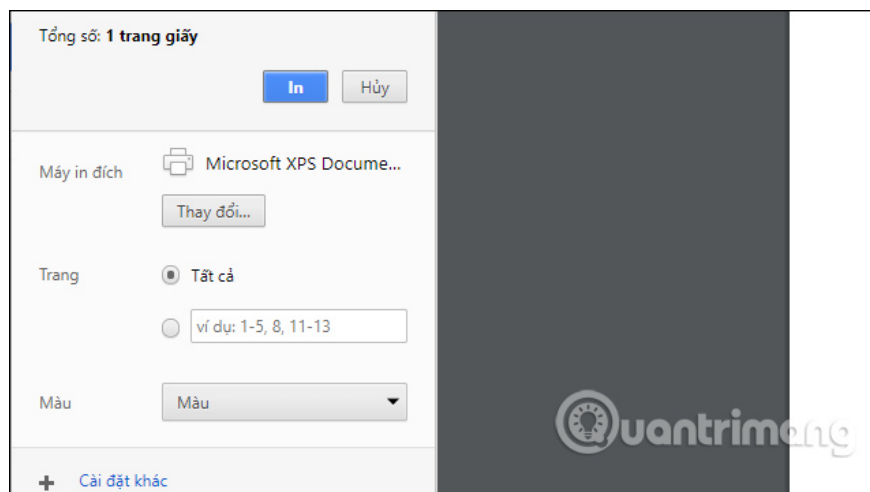 Tổng số: 1 trang giấy
In Hủy
Máy in đích Microsoft XPS Docume...
Thay đổi...
Trang Tất cả
ví dụ: 1-5, 8, 11-13
Màu Màu
Quantrimang
+ Cài đặt khác